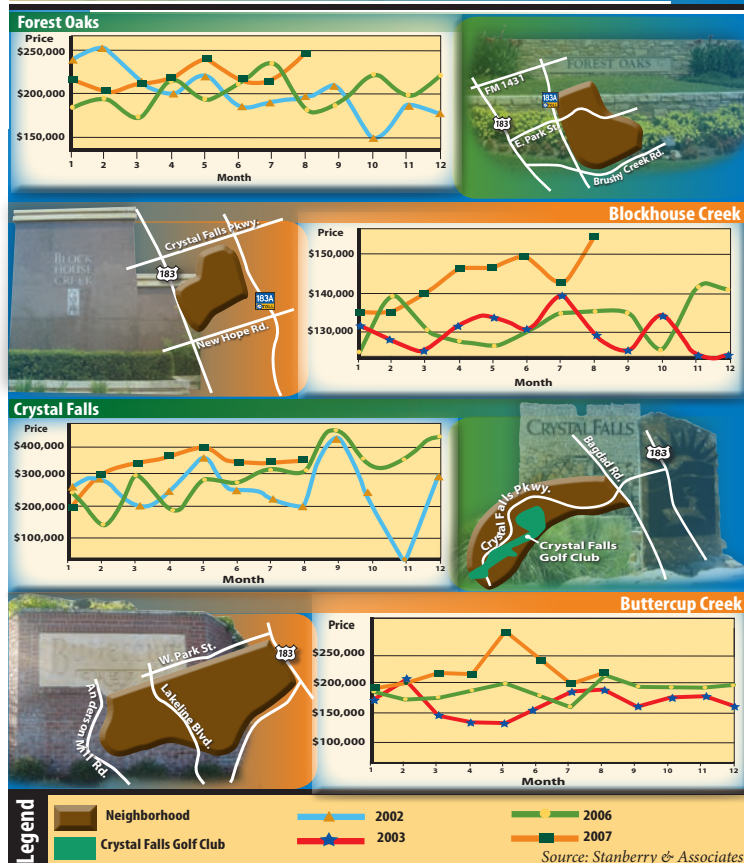 Forest Oaks
Price
$250,000
$200,000
$150,000
1 2 3 4 5 6 7 8 9 10 11 12
Month
FOREST OAKS
FM 1431
183A
183
E. Park St.
Brushy Creek Rd.
Blockhouse Creek
BLOCK
HOUSE
CREEK
Crystal Falls Pkwy.
183
183A
New Hope Rd.
Price
$150,000
$140,000
$130,000
1 2 3 4 5 6 7 8 9 10 11 12
Month
Crystal Falls
Price
$400,000
$300,000
$200,000
$100,000
1 2 3 4 5 6 7 8 9 10 11 12
Month
CRYSTAL FALLS
Bagdad Rd.
183
Crystal Falls Pkwy.
Crystal Falls
Golf Club
Buttercup Creek
W. Park St.
183
Anderson Mill Rd.
Lakeline Blvd.
Price
$250,000
$200,000
$150,000
$100,000
1 2 3 4 5 6 7 8 9 10 11 12
Month
Legend
Neighborhood
Crystal Falls Golf Club
2002
2003
2006
2007
Source: Stanberry & Associates